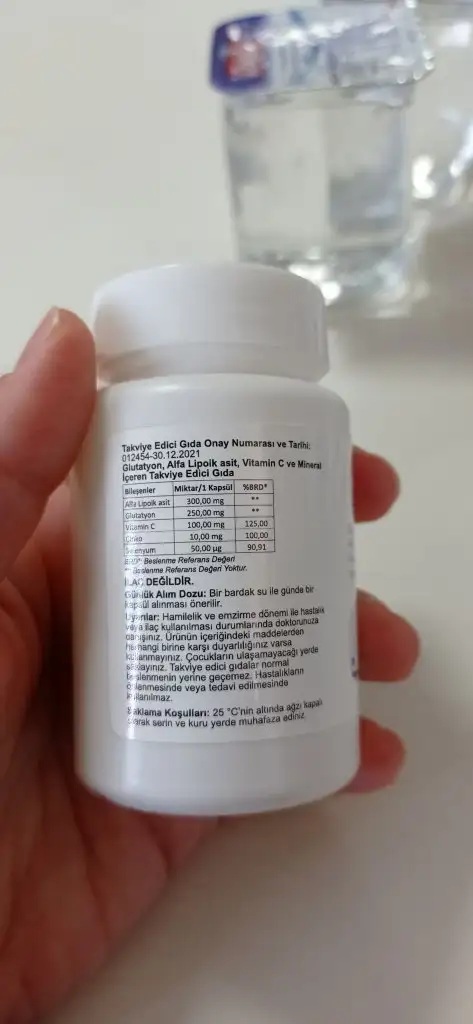 Takviye Edici Gıda Onay Numarası ve Tarihi:
012454-30.12.2021
Glutatyon, Alfa Lipoik asit, Vitamin C ve Mineral
İçeren Takviye Edici Gıda
Bileşenler Miktar/1 Kapsül %BRD*
Alfa Lipoik asit 300,00 mg **
Glutatyon 250,00 mg **
Vitamin C 100,00 mg 125,00
Çinko 10,00 mg 100,00
Selenyum 50,00 µg 90,91
BRD*: Beslenme Referans Değeri
** Beslenme Referans Değeri Yoktur.
İLAÇ DEĞİLDİR.
Günlük Alım Dozu: Bir bardak su ile günde bir
kapsül alınması önerilir.
Uyarılar: Hamilelik ve emzirme dönemi ile hastalık
veya ilaç kullanılması durumlarında doktorunuza
danışınız. Ürünün içeriğindeki maddelerden
herhangi birine karşı duyarlılığınız varsa
kullanmayınız. Çocukların ulaşamayacağı yerde
saklayınız. Takviye edici gıdalar normal
beslenmenin yerine geçemez. Hastalıkların
önlenmesinde veya tedavi edilmesinde
kullanılmaz.
Saklama Koşulları: 25 °C'nin altında ağzı kapalı
olarak serin ve kuru yerde muhafaza ediniz.